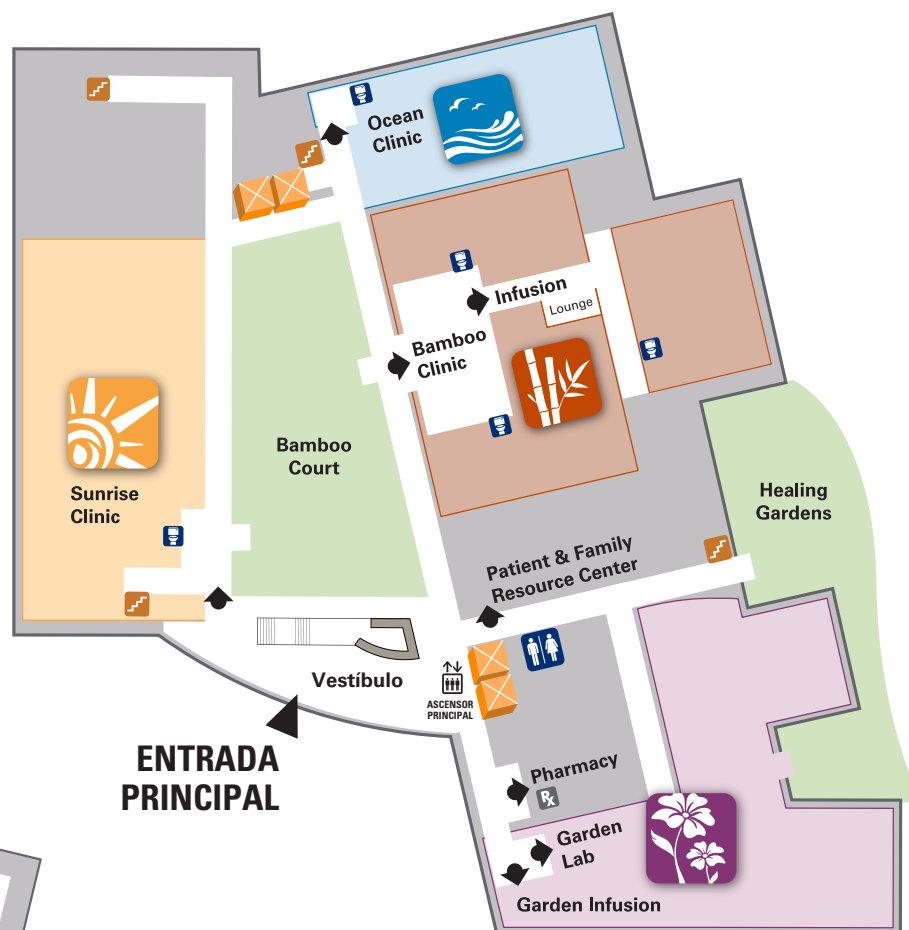 Ocean
Clinic
Infusion
Lounge
Bamboo
Clinic
Bamboo
Court
Sunrise
Clinic
Healing
Gardens
Patient & Family
Resource Center
Vestíbulo
ASCENSOR
PRINCIPAL
ENTRADA
PRINCIPAL
Pharmacy
Rx
Garden
Lab
Garden Infusion